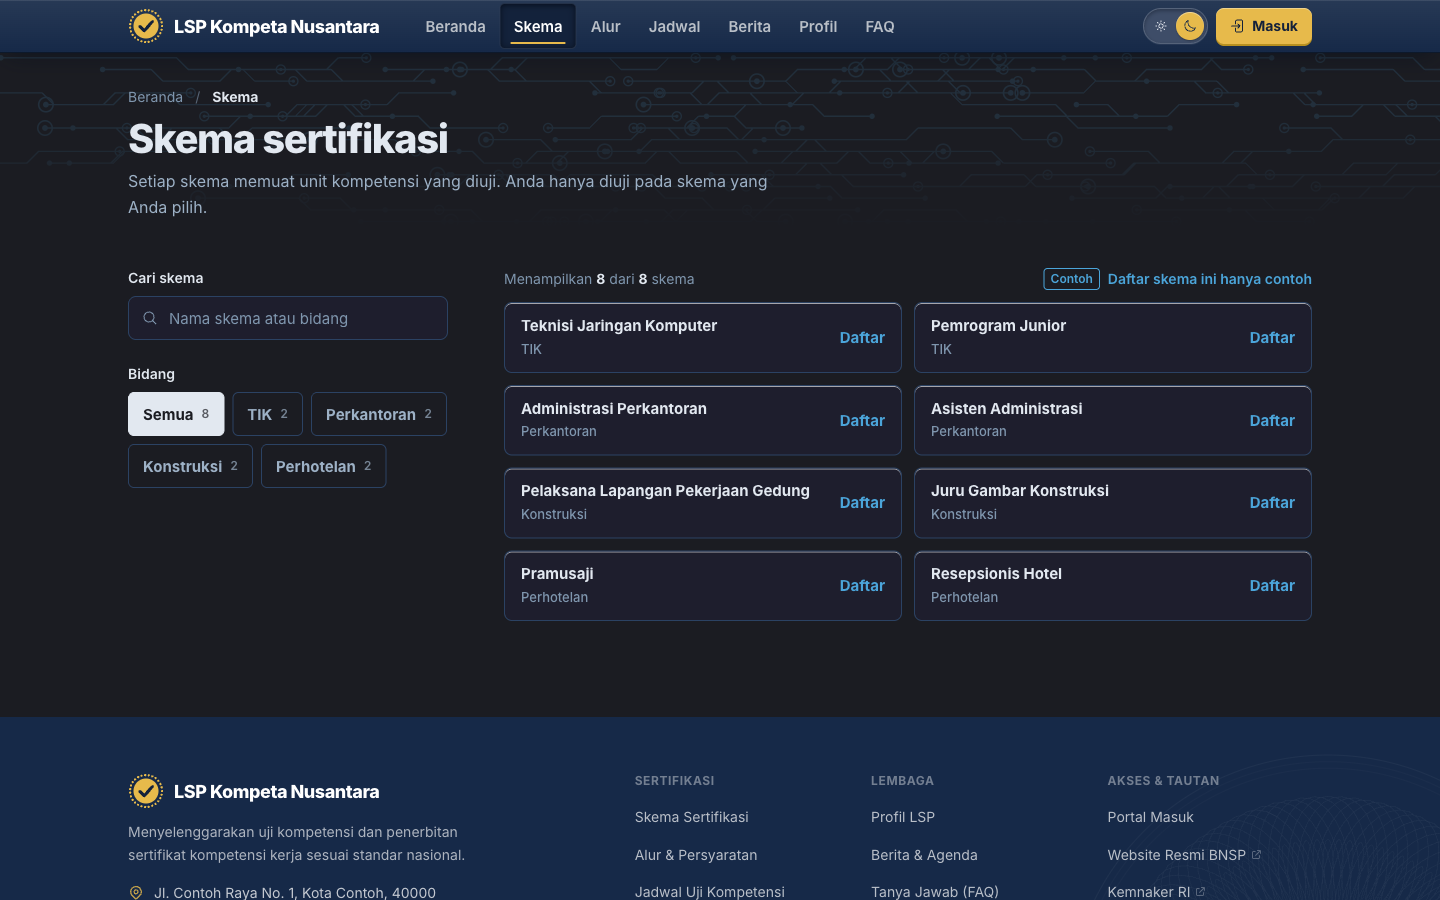 LSP Kompeta Nusantara
Beranda Skema Alur Jadwal Berita Profil FAQ
Masuk
Beranda / Skema
Skema sertifikasi
Setiap skema memuat unit kompetensi yang diuji. Anda hanya diuji pada skema yang
Anda pilih.
Cari skema
Nama skema atau bidang
Bidang
Semua 8
TIK 2
Perkantoran 2
Konstruksi 2
Perhotelan 2
Menampilkan 8 dari 8 skema
Contoh Daftar skema ini hanya contoh
Teknisi Jaringan Komputer
TIK
Daftar
Pemrogram Junior
TIK
Daftar
Administrasi Perkantoran
Perkantoran
Daftar
Asisten Administrasi
Perkantoran
Daftar
Pelaksana Lapangan Pekerjaan Gedung
Konstruksi
Daftar
Juru Gambar Konstruksi
Konstruksi
Daftar
Pramusaji
Perhotelan
Daftar
Resepsionis Hotel
Perhotelan
Daftar
LSP Kompeta Nusantara
Menyelenggarakan uji kompetensi dan penerbitan
sertifikat kompetensi kerja sesuai standar nasional.
Jl. Contoh Raya No. 1, Kota Contoh, 40000
SERTIFIKASI
Skema Sertifikasi
Alur & Persyaratan
Jadwal Uji Kompetensi
LEMBAGA
Profil LSP
Berita & Agenda
Tanya Jawab (FAQ)
AKSES & TAUTAN
Portal Masuk
Website Resmi BNSP
Kemnaker RI